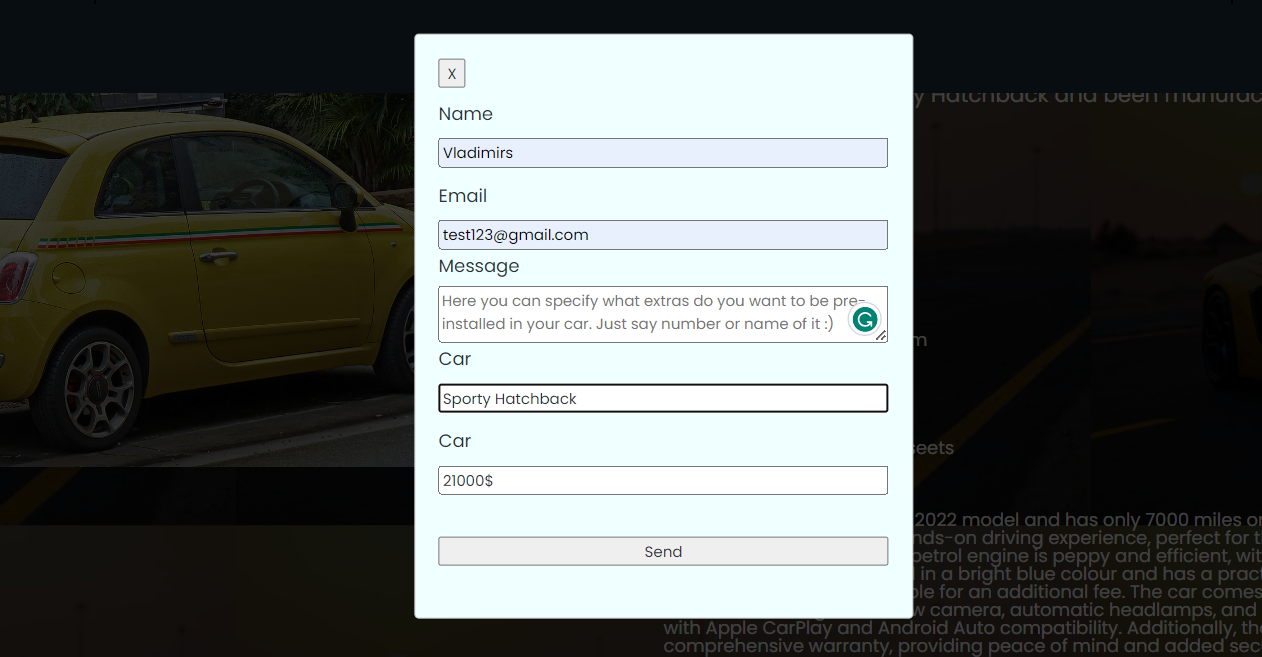 X
Name
Vladimirs
Email
test123@gmail.com
Message
Here you can specify what extras do you want to be pre-
installed in your car. Just say number or name of it :)
Car
Sporty Hatchback
Car
21000$
Send
y Hatchback and been manufac
m
seets
2022 model and has only 7000 miles or
nds-on driving experience, perfect for t
petrol engine is peppy and efficient, wit
in a bright blue colour and has a pract
ble for an additional fee. The car comes
w camera, automatic headlamps, and
with Apple CarPlay and Android Auto compatibility. Additionally, the
comprehensive warranty, providing peace of mind and added sec